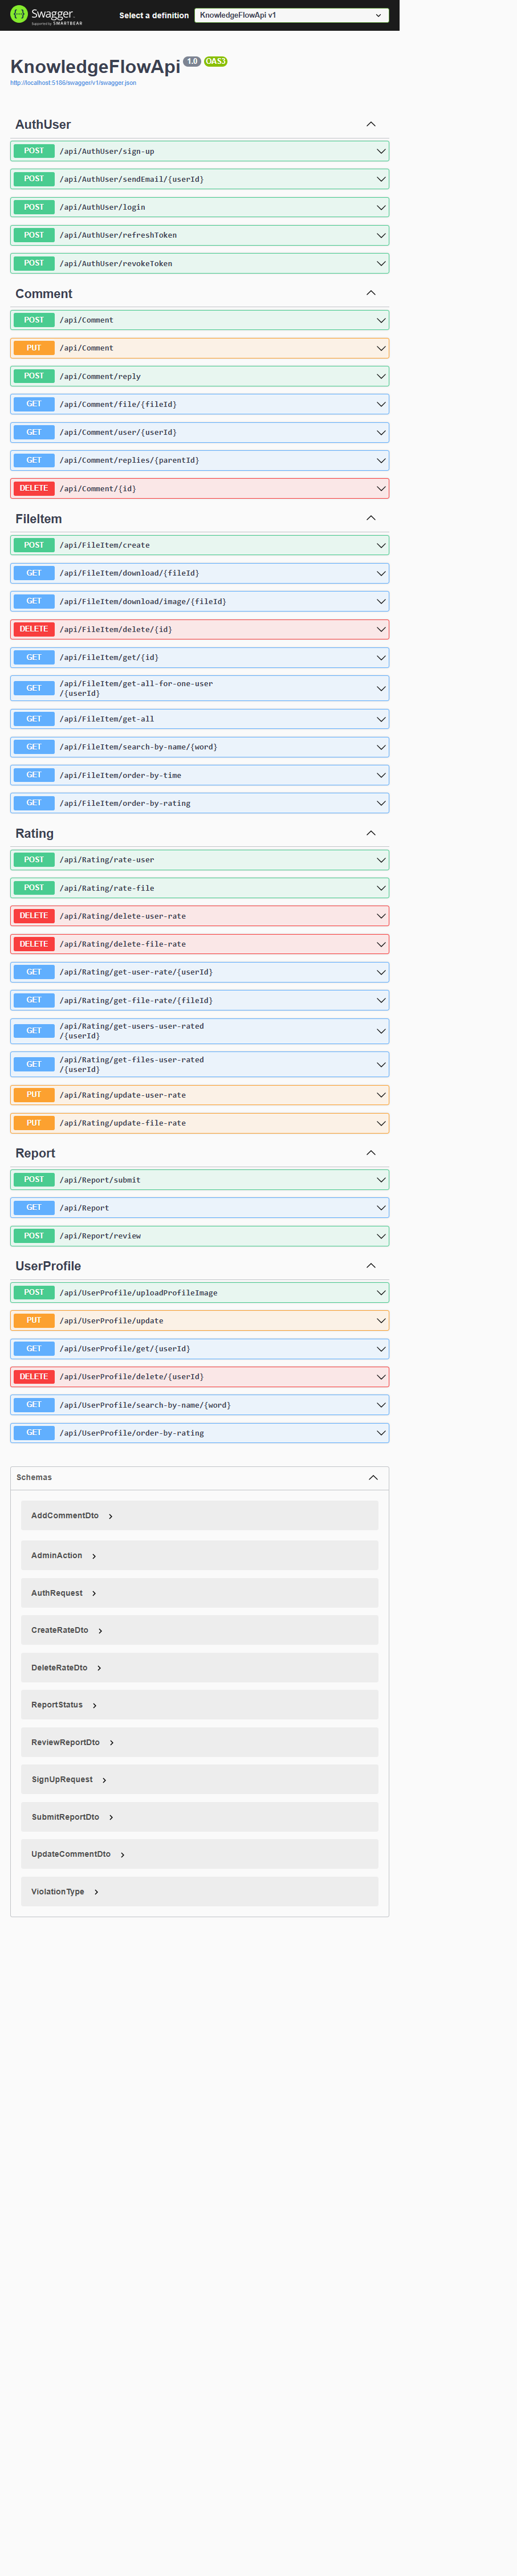 Swagger.
Supported by SMARTBEAR
Select a definition
KnowledgeFlowApi v1
KnowledgeFlowApi 1.0 OAS3
http://localhost:5186/swagger/v1/swagger.json
AuthUser
POST /api/AuthUser/sign-up
POST /api/AuthUser/sendEmail/{userId}
POST /api/AuthUser/login
POST /api/AuthUser/refreshToken
POST /api/AuthUser/revokeToken
Comment
POST /api/Comment
PUT /api/Comment
POST /api/Comment/reply
GET /api/Comment/file/{fileId}
GET /api/Comment/user/{userId}
GET /api/Comment/replies/{parentId}
DELETE /api/Comment/{id}
FileItem
POST /api/FileItem/create
GET /api/FileItem/download/{fileId}
GET /api/FileItem/download/image/{fileId}
DELETE /api/FileItem/delete/{id}
GET /api/FileItem/get/{id}
GET /api/FileItem/get-all-for-one-user
/{userId}
GET /api/FileItem/get-all
GET /api/FileItem/search-by-name/{word}
GET /api/FileItem/order-by-time
GET /api/FileItem/order-by-rating
Rating
POST /api/Rating/rate-user
POST /api/Rating/rate-file
DELETE /api/Rating/delete-user-rate
DELETE /api/Rating/delete-file-rate
GET /api/Rating/get-user-rate/{userId}
GET /api/Rating/get-file-rate/{fileId}
GET /api/Rating/get-users-user-rated
/{userId}
GET /api/Rating/get-files-user-rated
/{userId}
PUT /api/Rating/update-user-rate
PUT /api/Rating/update-file-rate
Report
POST /api/Report/submit
GET /api/Report
POST /api/Report/review
UserProfile
POST /api/UserProfile/uploadProfileImage
PUT /api/UserProfile/update
GET /api/UserProfile/get/{userId}
DELETE /api/UserProfile/delete/{userId}
GET /api/UserProfile/search-by-name/{word}
GET /api/UserProfile/order-by-rating
Schemas
AddCommentDto
AdminAction
AuthRequest
CreateRateDto
DeleteRateDto
ReportStatus
ReviewReportDto
SignUpRequest
SubmitReportDto
UpdateCommentDto
ViolationType